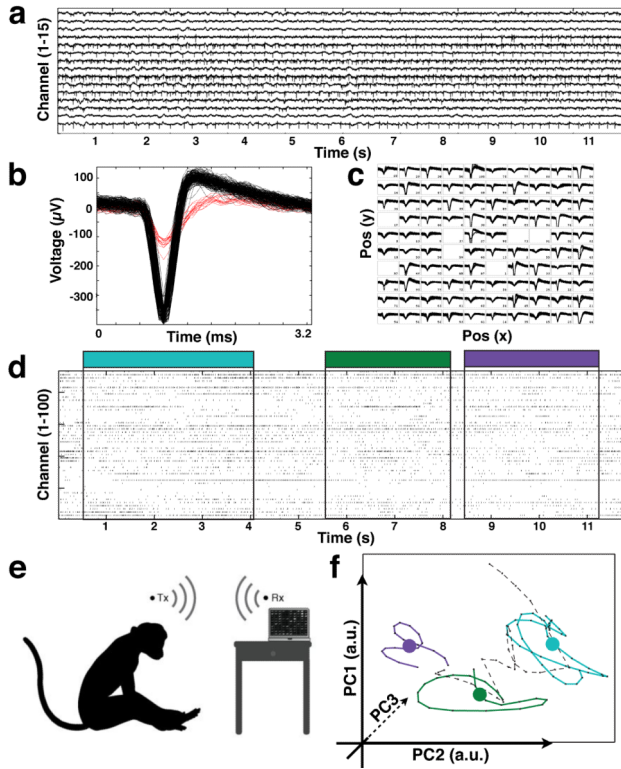 a
Channel (1-15)
1 2 3 4 5 6 7 8 9 10 11
Time (s)
b
Voltage (µV)
100
0
-100
-200
-300
0 Time (ms) 3.2
c
Pos (y)
Pos (x)
d
Channel (1-100)
1 2 3 4 5 6 7 8 9 10 11
Time (s)
e
Tx
Rx
f
PC1 (a.u.)
PC3
PC2 (a.u.)